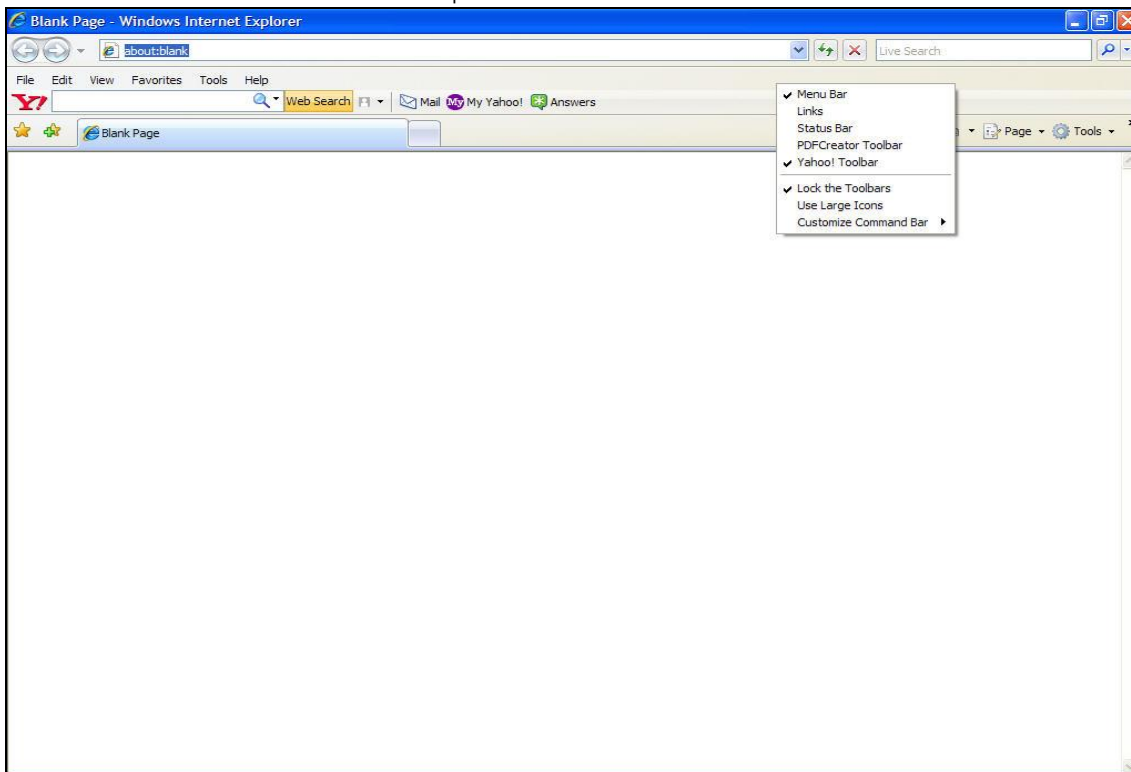 Blank Page - Windows Internet Explorer
about:blank
Live Search
File Edit View Favorites Tools Help
Y! Web Search Mail My My Yahoo! Answers
Blank Page Page Tools
Menu Bar
Links
Status Bar
PDFCreator Toolbar
Yahoo! Toolbar
Lock the Toolbars
Use Large Icons
Customize Command Bar